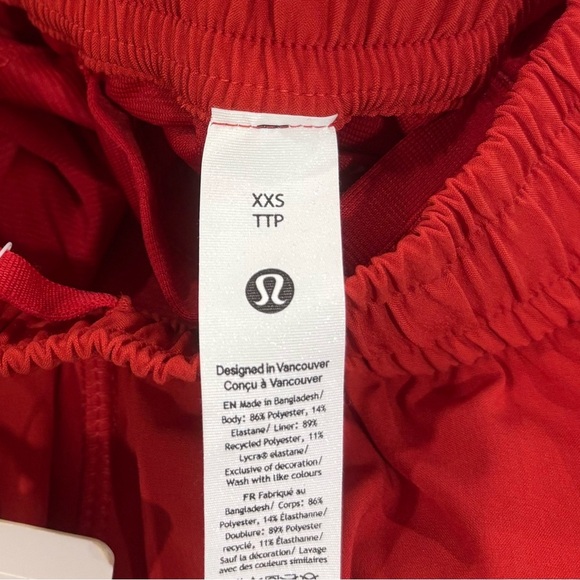 XXS
TTP
Designed in Vancouver
Conçu à Vancouver
EN Made in Bangladesh/
Body: 86% Polyester, 14%
Elastane/ Liner: 89%
Recycled Polyester, 11%
Lycra® elastane/
Exclusive of decoration/
Wash with like colours
FR Fabriqué au
Bangladesh/ Corps: 86%
Polyester, 14% Élasthanne/
Doublure: 89% Polyester
recyclé, 11% Élasthanne/
Sauf la décoration/ Lavage
avec des couleurs similaires